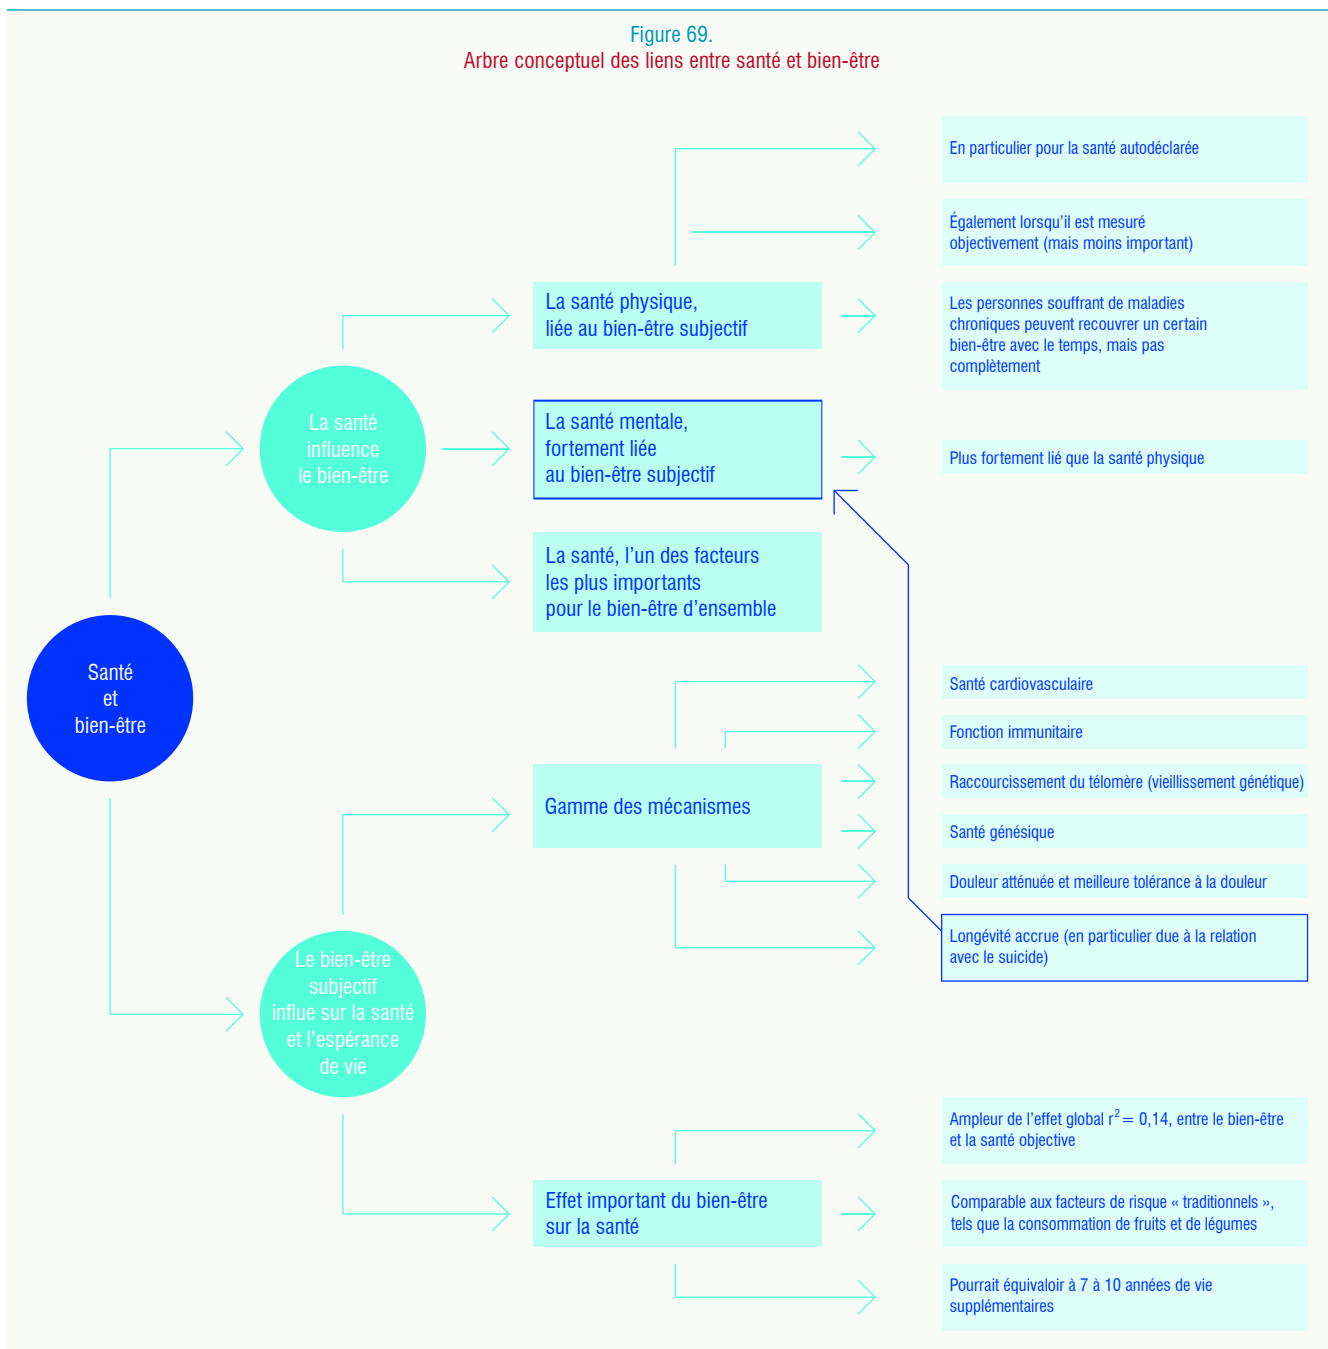 Figure 69.
Arbre conceptuel des liens entre santé et bien-être
Santé
et
bien-être
La santé
influence
le bien-être
La santé physique,
liée au bien-être subjectif
En particulier pour la santé autodéclarée
Également lorsqu'il est mesuré
objectivement (mais moins important)
Les personnes souffrant de maladies
chroniques peuvent recouvrer un certain
bien-être avec le temps, mais pas
complètement
La santé mentale,
fortement liée
au bien-être subjectif
Plus fortement lié que la santé physique
La santé, l'un des facteurs
les plus importants
pour le bien-être d'ensemble
Le bien-être
subjectif
influe sur la santé
et l'espérance
de vie
Gamme des mécanismes
Santé cardiovasculaire
Fonction immunitaire
Raccourcissement du télomère (vieillissement génétique)
Santé génésique
Douleur atténuée et meilleure tolérance à la douleur
Longévité accrue (en particulier due à la relation
avec le suicide)
Effet important du bien-être
sur la santé
Ampleur de l'effet global r² = 0,14, entre le bien-être
et la santé objective
Comparable aux facteurs de risque « traditionnels »,
tels que la consommation de fruits et de légumes
Pourrait équivaloir à 7 à 10 années de vie
supplémentaires